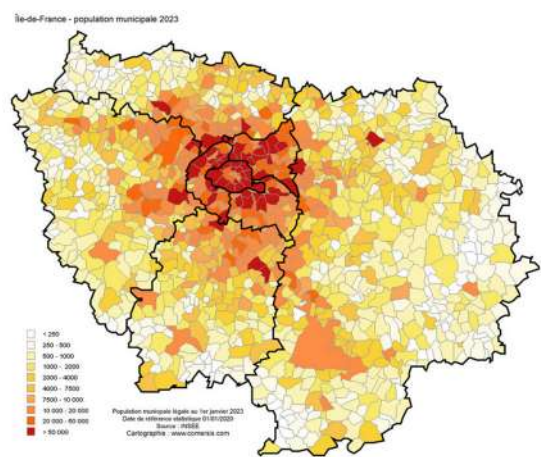 Île-de-France - population municipale 2023
< 250
250 - 500
500 - 1000
1000 - 2000
2000 - 4000
4000 - 7500
7500 - 10 000
10 000 - 20 000
20 000 - 50 000
> 50 000
Population municipale légale au 1er janvier 2023
Date de référence statistique 01/01/2020
Source : INSEE
Cartographie : www.comersis.com